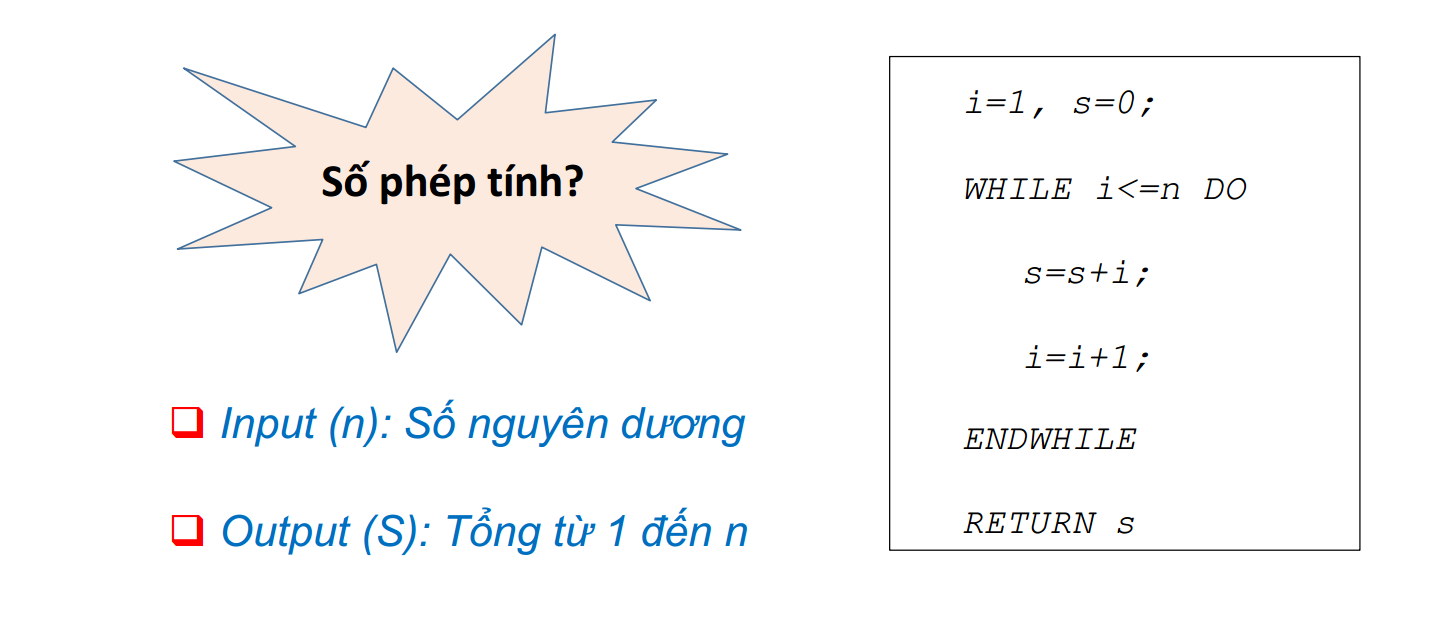 Số phép tính?
Input (n): Số nguyên dương
Output (S): Tổng từ 1 đến n
i=1, s=0;
WHILE i<=n DO
s=s+i;
i=i+1;
ENDWHILE
RETURN s